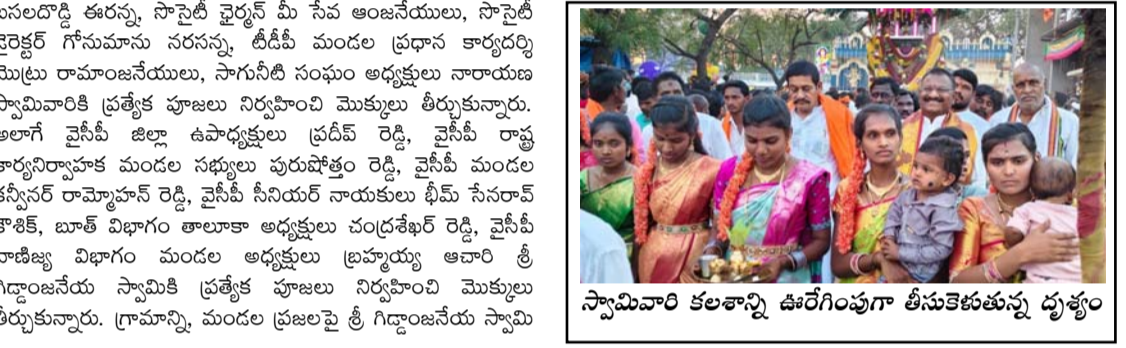 బసలదొడ్డి ఈరన్న, సొసైటీ ఛైర్మన్ మీ సేవ ఆంజనేయులు, సొసైటీ
డైరెక్టర్ గోనుమాను నరసన్న, టీడీపీ మండల ప్రధాన కార్యదర్శి
మొట్రు రామాంజనేయులు, సాగునీటి సంఘం అధ్యక్షులు నారాయణ
స్వామివారికి ప్రత్యేక పూజలు నిర్వహించి మొక్కులు తీర్చుకున్నారు.
అలాగే వైసీపీ జిల్లా ఉపాధ్యక్షులు ప్రదీప్ రెడ్డి, వైసీపీ రాష్ట్ర
కార్యనిర్వాహక మండల సభ్యులు పురుషోత్తం రెడ్డి, వైసీపీ మండల
కన్వీనర్ రామ్మోహన్ రెడ్డి, వైసీపీ సీనియర్ నాయకులు భీమ్ సేనరావ్
కౌశిక్, బూత్ విభాగం తాలూకా అధ్యక్షులు చంద్రశేఖర్ రెడ్డి, వైసీపీ
వాణిజ్య విభాగం మండల అధ్యక్షులు బ్రహ్మయ్య ఆచారి శ్రీ
గిడ్డాంజనేయ స్వామికి ప్రత్యేక పూజలు నిర్వహించి మొక్కులు
తీర్చుకున్నారు. గ్రామాన్ని, మండల ప్రజలపై శ్రీ గిడ్డాంజనేయ స్వామి
స్వామివారి కలశాన్ని ఊరేగింపుగా తీసుకెళుతున్న దృశ్యం